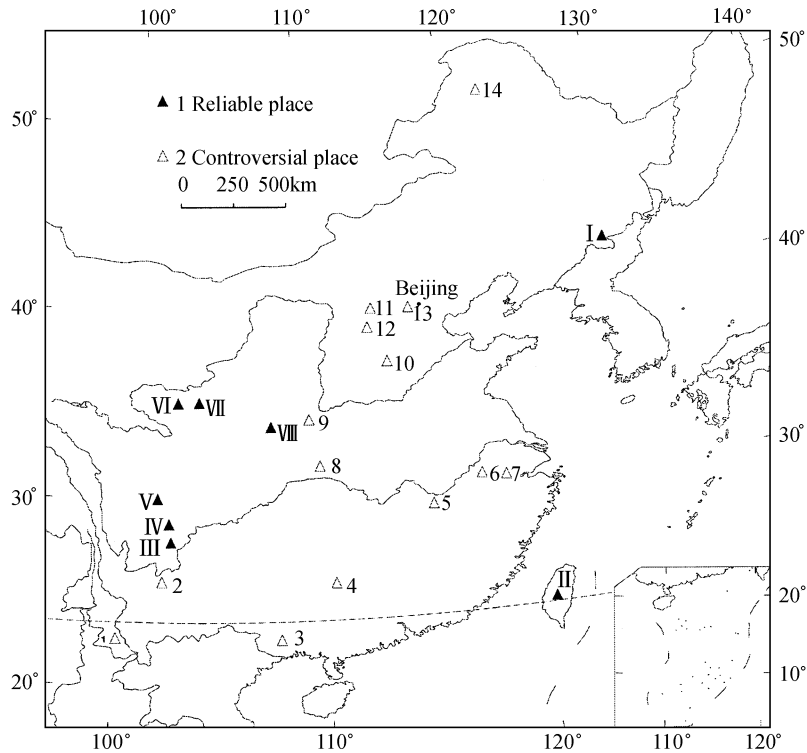 100° 110° 120° 130° 140°
50°
14
▲ 1 Reliable place
50°
△ 2 Controversial place
0 250 500km
I
40°
Beijing
40°
11 13
12
10
VI VII
9
VIII
30°
8
6 7
30°
V
5
IV
III
II
2 4
20°
1
3
10°
20°
100° 110° 120° 110° 120°